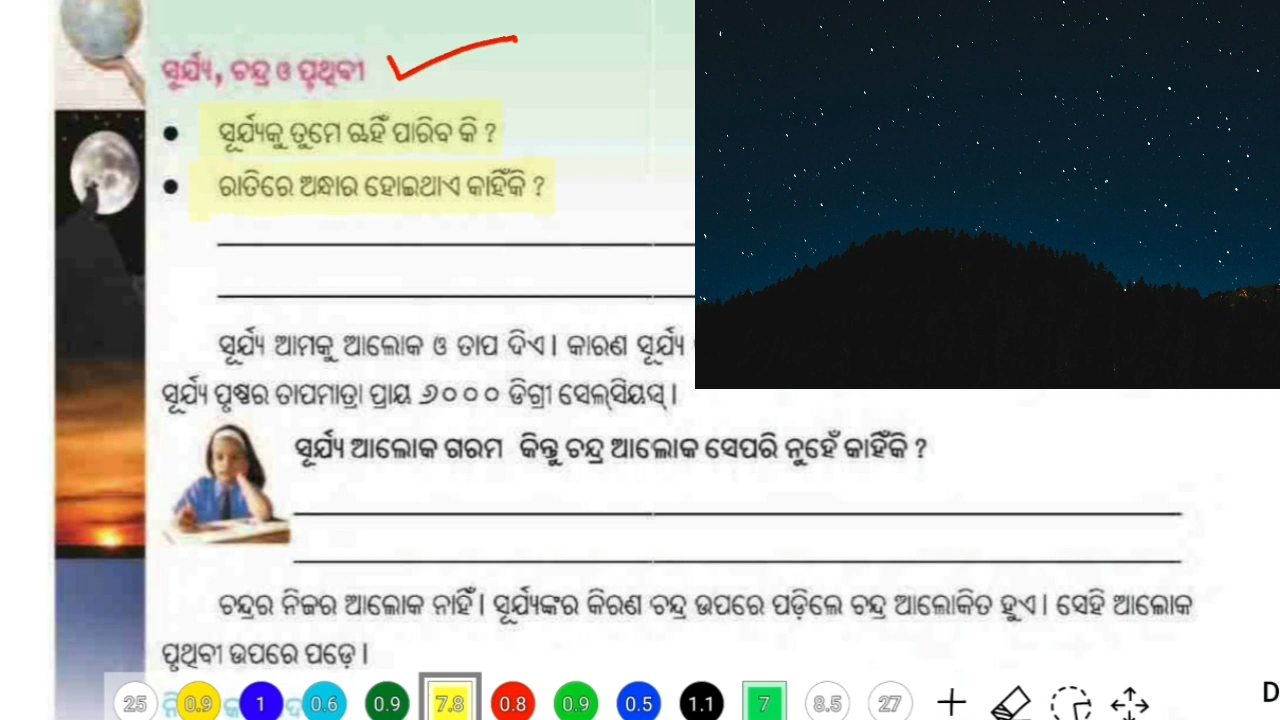 ସୂର୍ଯ୍ୟ, ଚନ୍ଦ୍ର ଓ ପୃଥିବୀ
● ସୂର୍ଯ୍ୟକୁ ତୁମେ ଚାହିଁ ପାରିବ କି ?
● ରାତିରେ ଅନ୍ଧାର ହୋଇଥାଏ କାହିଁକି ?
ସୂର୍ଯ୍ୟ ଆମକୁ ଆଲୋକ ଓ ତାପ ଦିଏ। କାରଣ ସୂର୍ଯ୍ୟ
ସୂର୍ଯ୍ୟ ପୃଷ୍ଠର ତାପମାତ୍ରା ପ୍ରାୟ ୬୦୦୦ ଡିଗ୍ରୀ ସେଲ୍‌ସିୟସ୍।
ସୂର୍ଯ୍ୟ ଆଲୋକ ଗରମ କିନ୍ତୁ ଚନ୍ଦ୍ର ଆଲୋକ ସେପରି ନୁହେଁ କାହିଁକି ?
ଚନ୍ଦ୍ରର ନିଜର ଆଲୋକ ନାହିଁ। ସୂର୍ଯ୍ୟଙ୍କର କିରଣ ଚନ୍ଦ୍ର ଉପରେ ପଡ଼ିଲେ ଚନ୍ଦ୍ର ଆଲୋକିତ ହୁଏ। ସେହି ଆଲୋକ
ପୃଥିବୀ ଉପରେ ପଡ଼େ।
25 0.9 1 0.6 0.9 7.8 0.8 0.9 0.5 1.1 7 8.5 27 D